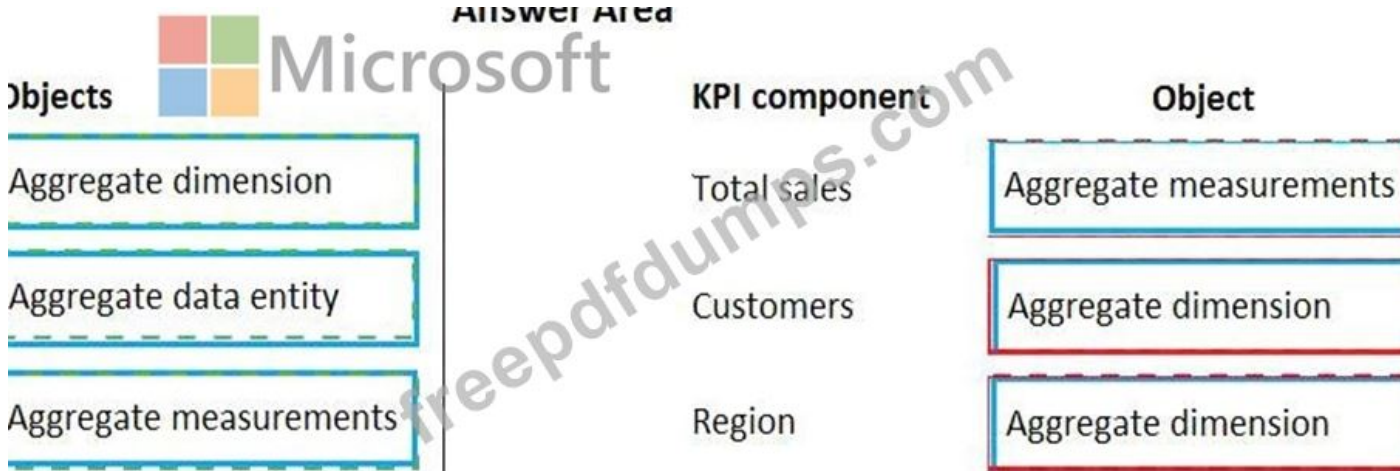 Answer Area
Microsoft
Objects
Aggregate dimension
Aggregate data entity
Aggregate measurements
KPI component
Object
Total sales
Aggregate measurements
Customers
Aggregate dimension
Region
Aggregate dimension
freepdfdumps.com